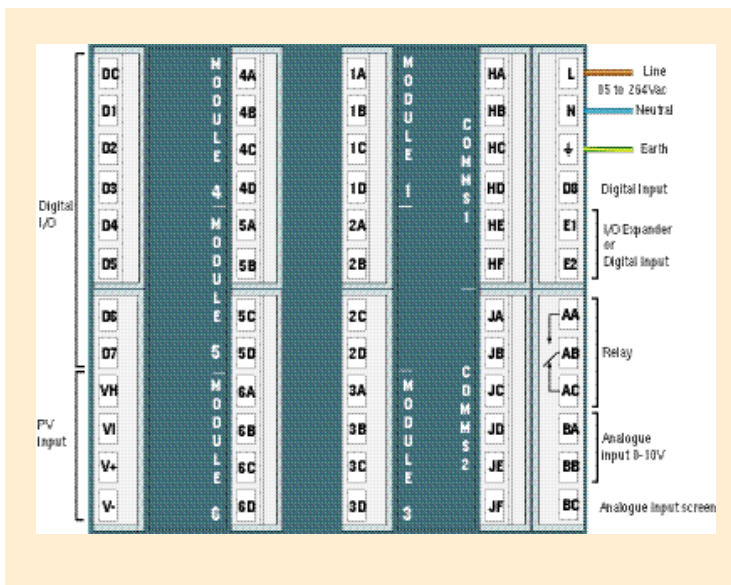 DC
D1
D2
D3
D4
D5
D6
D7
VH
VI
V+
V-
Digital
I/O
PV
Input
MODULE 4
MODULE 5
MODULE 6
4A
4B
4C
4D
5A
5B
5C
5D
6A
6B
6C
6D
1A
1B
1C
1D
2A
2B
2C
2D
3A
3B
3C
3D
MODULE 1
MODULE 3
COMMS 1
COMMS 2
HA
HB
HC
HD
HE
HF
JA
JB
JC
JD
JE
JF
L
N
D8
E1
E2
AA
AB
AC
BA
BB
BC
Line
85 to 264Vac
Neutral
Earth
Digital Input
I/O Expander
or
Digital Input
Relay
Analogue
input 0-10V
Analogue input screen